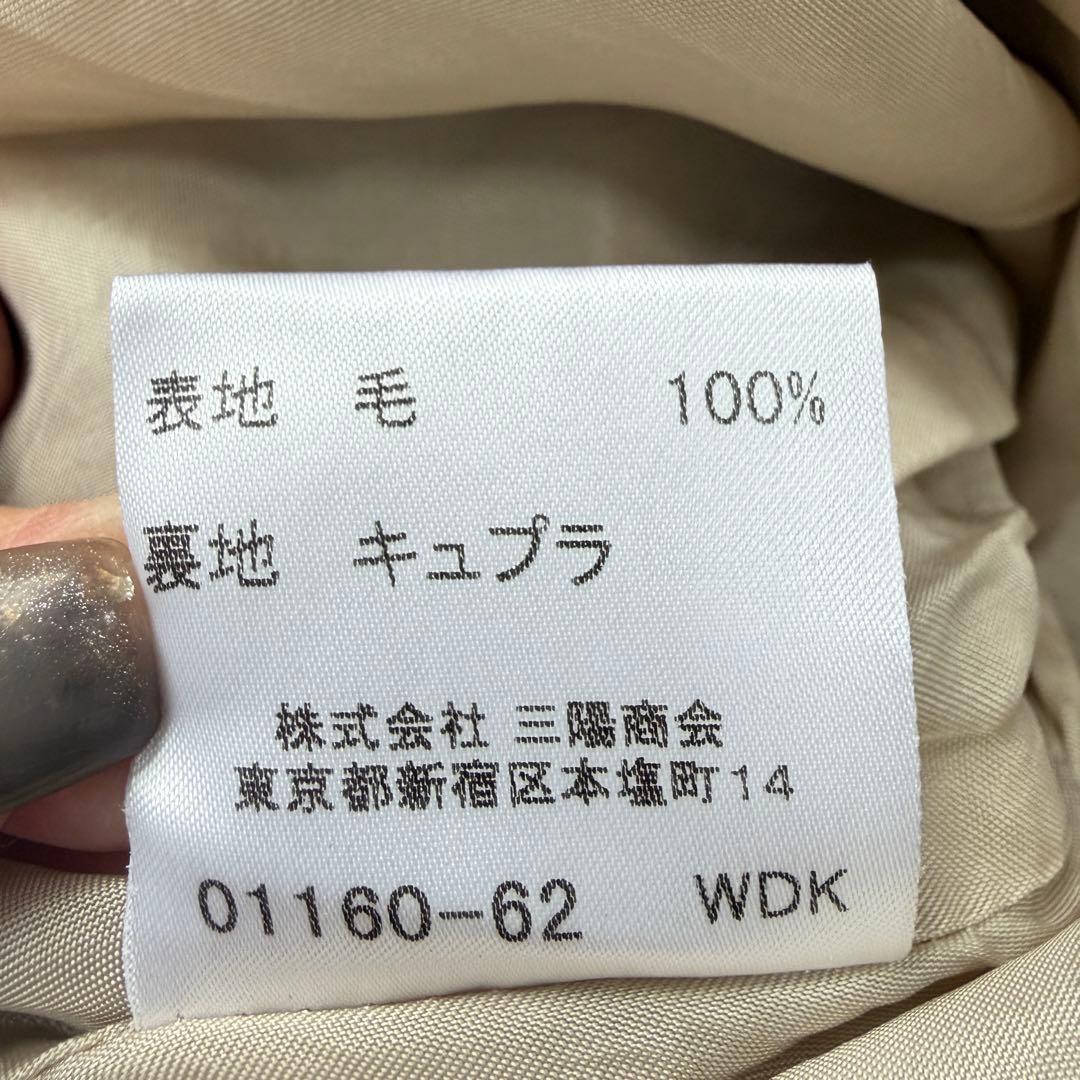 表地 毛 100%
裏地 キュプラ
株式会社 三陽商会
東京都新宿区本塩町14
01160-62 WDK